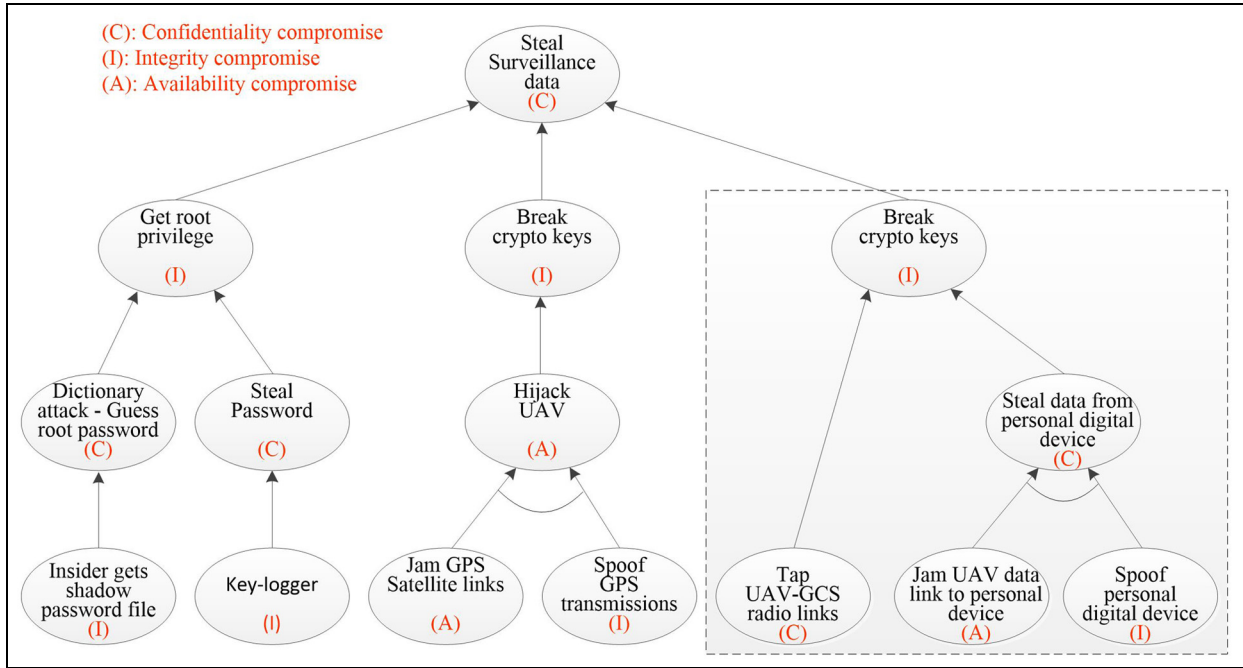 (C): Confidentiality compromise
(I): Integrity compromise
(A): Availability compromise
Steal
Surveillance
data
(C)
Get root
privilege
(I)
Break
crypto keys
(I)
Break
crypto keys
(I)
Dictionary
attack - Guess
root password
(C)
Steal
Password
(C)
Hijack
UAV
(A)
Steal data from
personal digital
device
(C)
Insider gets
shadow
password file
(I)
Key-logger
(I)
Jam GPS
Satellite links
(A)
Spoof
GPS
transmissions
(I)
Tap
UAV-GCS
radio links
(C)
Jam UAV data
link to personal
device
(A)
Spoof
personal
digital device
(I)